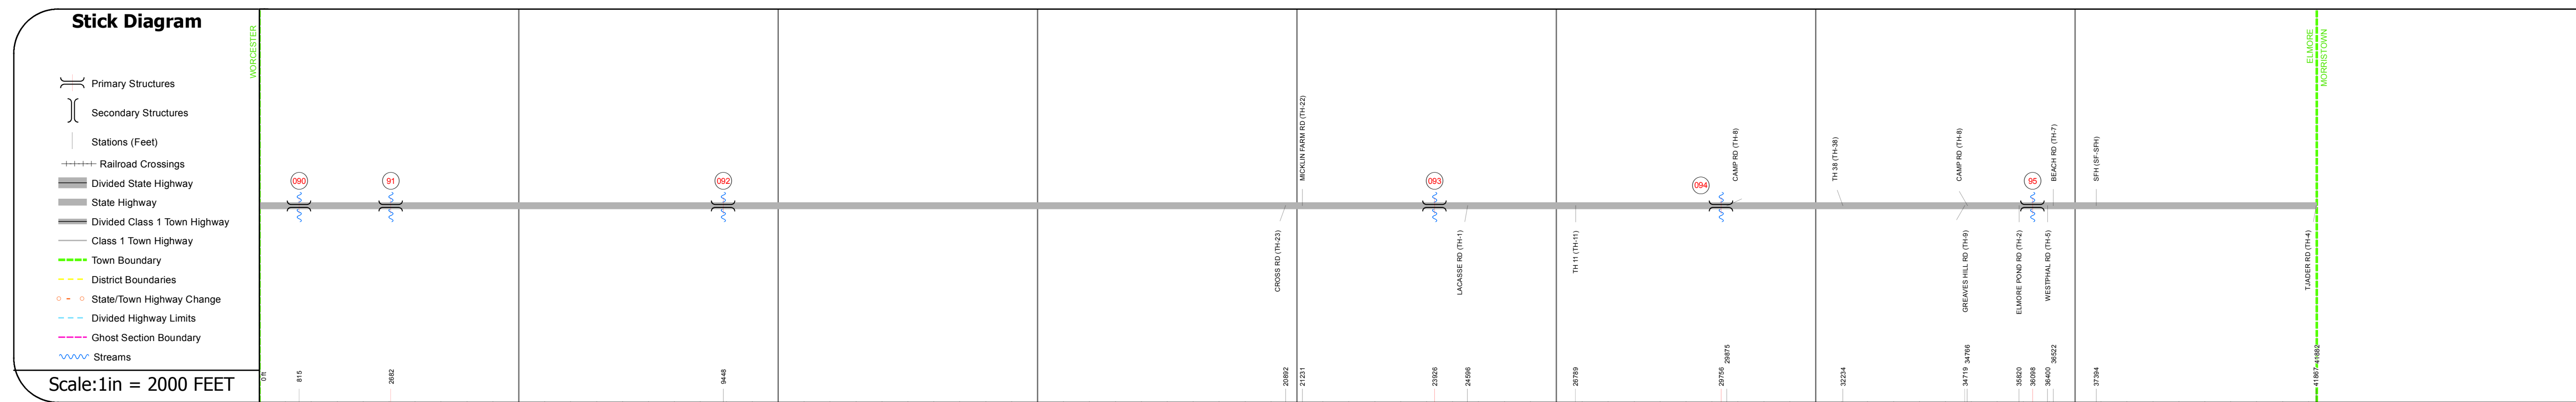 Stick Diagram
Primary Structures
Secondary Structures
Stations (Feet)
Railroad Crossings
Divided State Highway
State Highway
Divided Class 1 Town Highway
Class 1 Town Highway
Town Boundary
District Boundaries
State/Town Highway Change
Divided Highway Limits
Ghost Section Boundary
Streams
Scale:1in = 2000 FEET
WORCESTER
ELMORE
MORRISTOWN
090
91
092
093
094
95
MICKLIN FARM RD (TH-22)
CAMP RD (TH-8)
TH 38 (TH-38)
CAMP RD (TH-8)
BEACH RD (TH-7)
SFH (SF-SFH)
CROSS RD (TH-23)
LACASSE RD (TH-1)
TH 11 (TH-11)
GREAVES HILL RD (TH-9)
ELMORE POND RD (TH-2)
WESTPHAL RD (TH-5)
TJADER RD (TH-4)
0 ft
815
2682
9448
20892
21231
23926
24596
26789
29756
29875
32234
34719
34766
35820
36098
36400
36522
37394
41867
41882